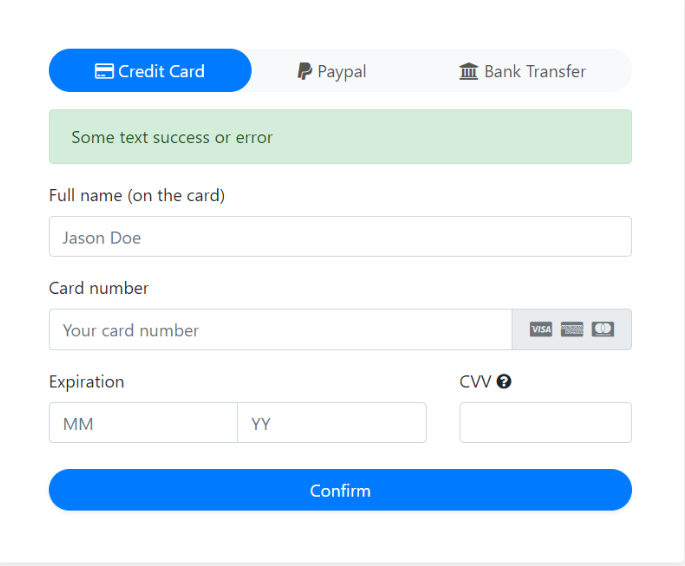 Credit Card Paypal Bank Transfer
Some text success or error
Full name (on the card)
Jason Doe
Card number
Your card number VISA
Expiration CVV ?
MM YY
Confirm